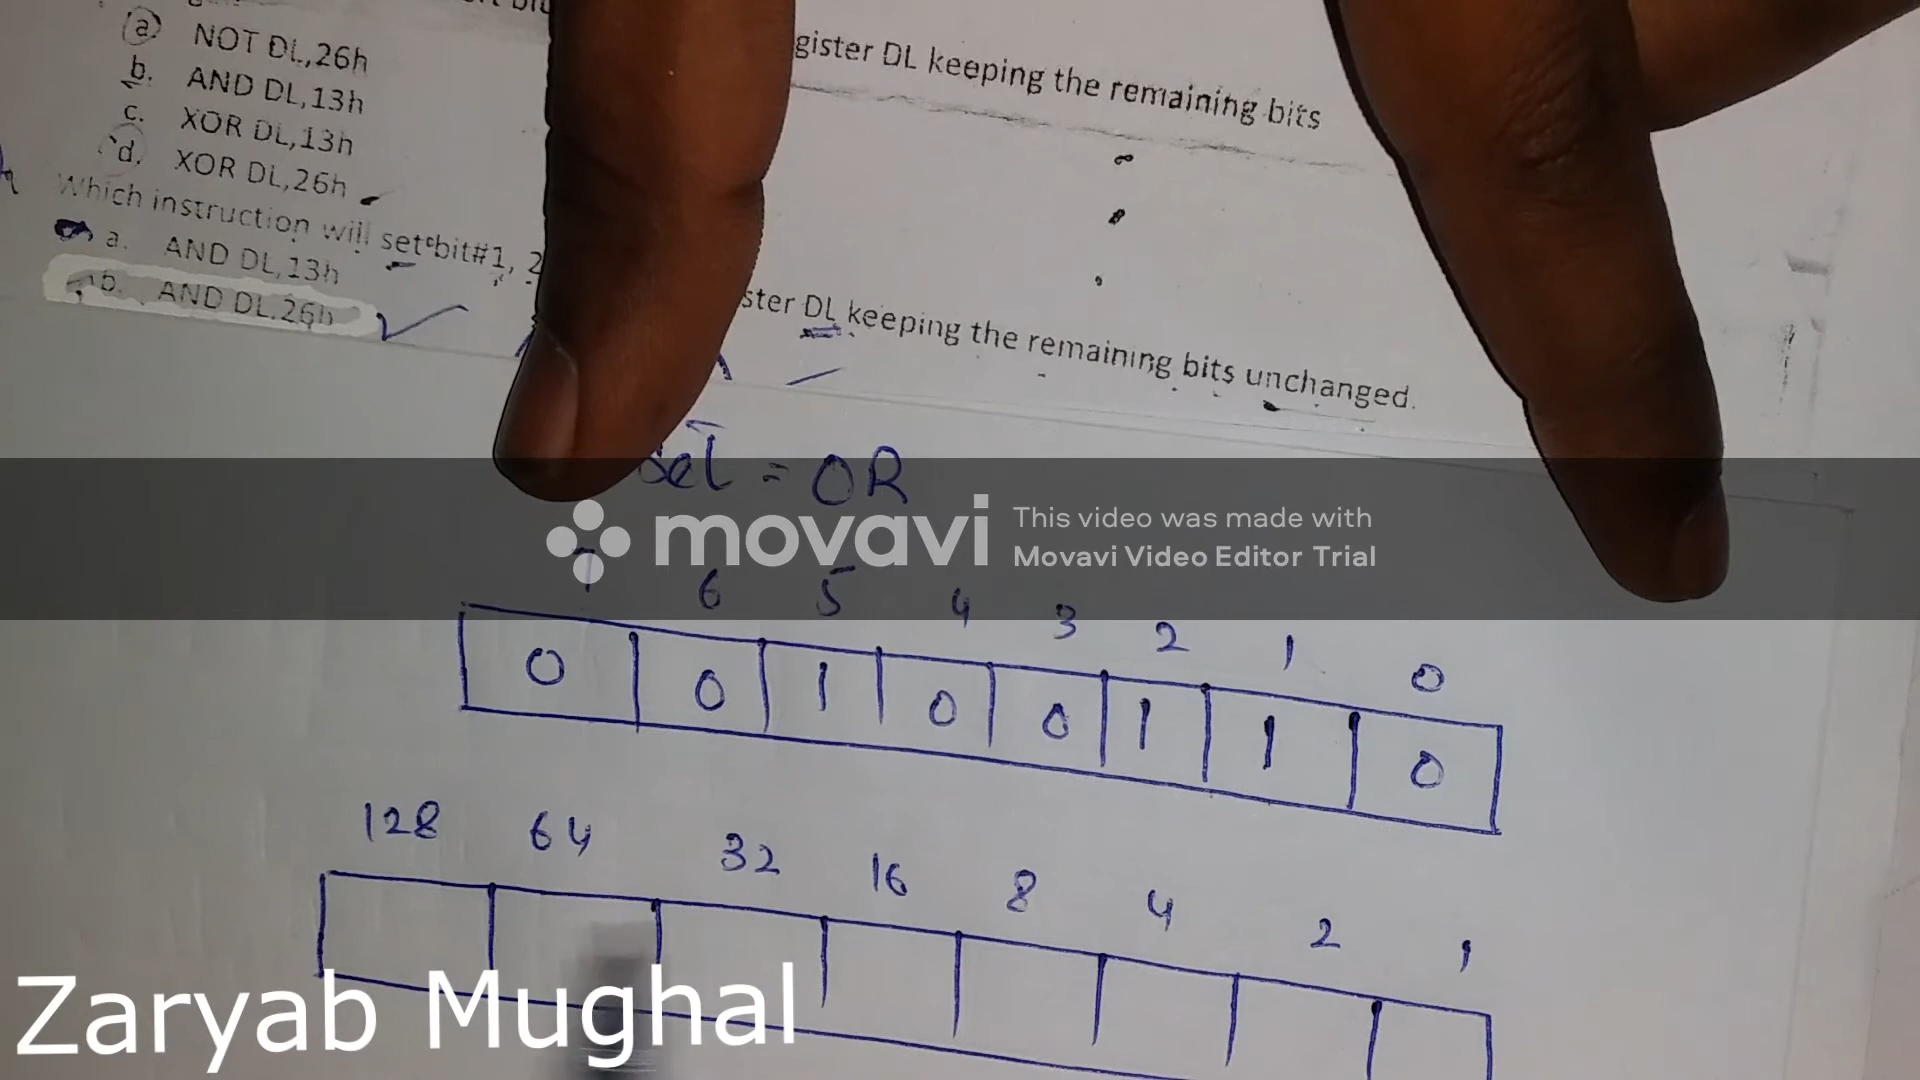 a. NOT DL,26h
gister DL keeping the remaining bits
b. AND DL,13h
c. XOR DL,13h
d. XOR DL,26h
Which instruction will set bit#1, 2
ster DL keeping the remaining bits unchanged.
a. AND DL,13h
b. AND DL.26h
Set = OR
movavi
This video was made with
Movavi Video Editor Trial
7 6 5 4 3 2 1 0
0 0 1 0 0 1 1 0
128 64 32 16 8 4 2 1
Zaryab Mughal